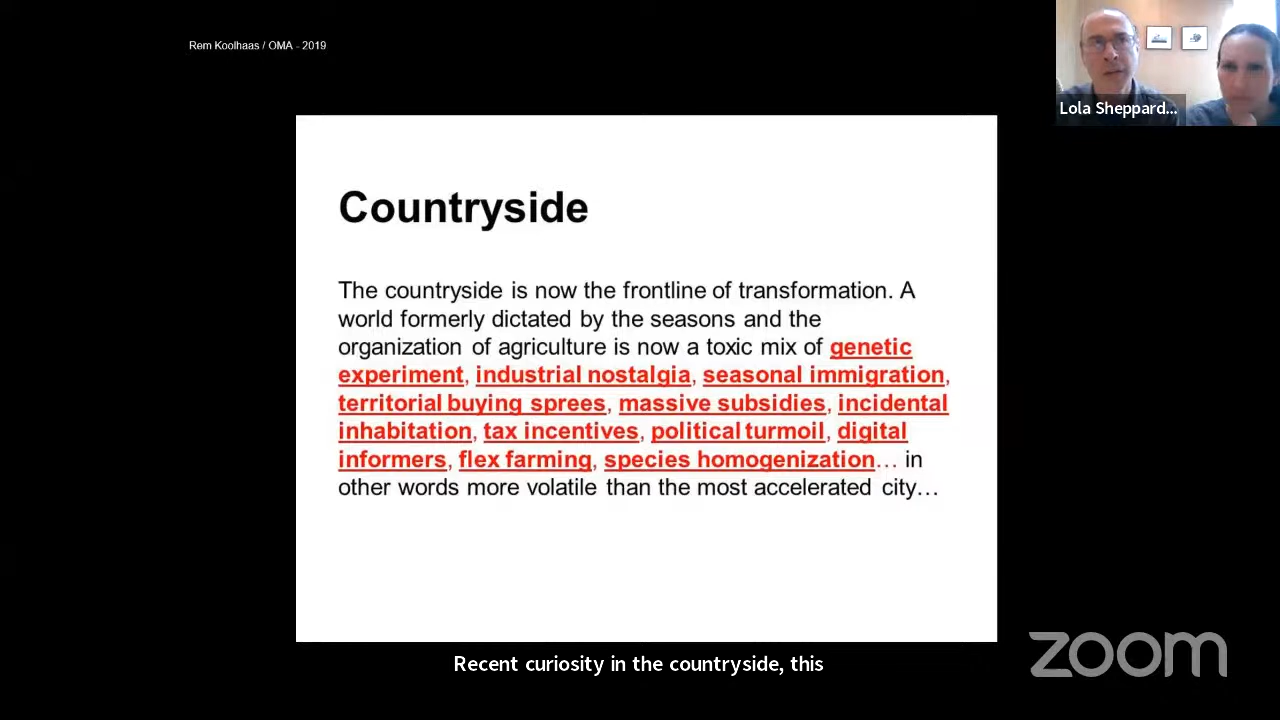 Rem Koolhaas / OMA - 2019
Lola Sheppard...
Countryside
The countryside is now the frontline of transformation. A
world formerly dictated by the seasons and the
organization of agriculture is now a toxic mix of genetic
experiment, industrial nostalgia, seasonal immigration,
territorial buying sprees, massive subsidies, incidental
inhabitation, tax incentives, political turmoil, digital
informers, flex farming, species homogenization… in
other words more volatile than the most accelerated city…
Recent curiosity in the countryside, this
zoom